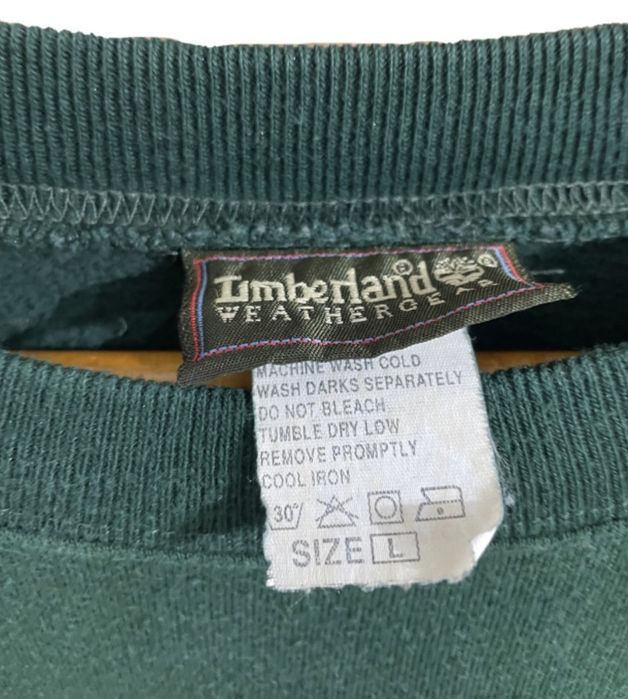 Timberland®
WEATHERGEAR
MACHINE WASH COLD
WASH DARKS SEPARATELY
DO NOT BLEACH
TUMBLE DRY LOW
REMOVE PROMPTLY
COOL IRON
30°
SIZE L